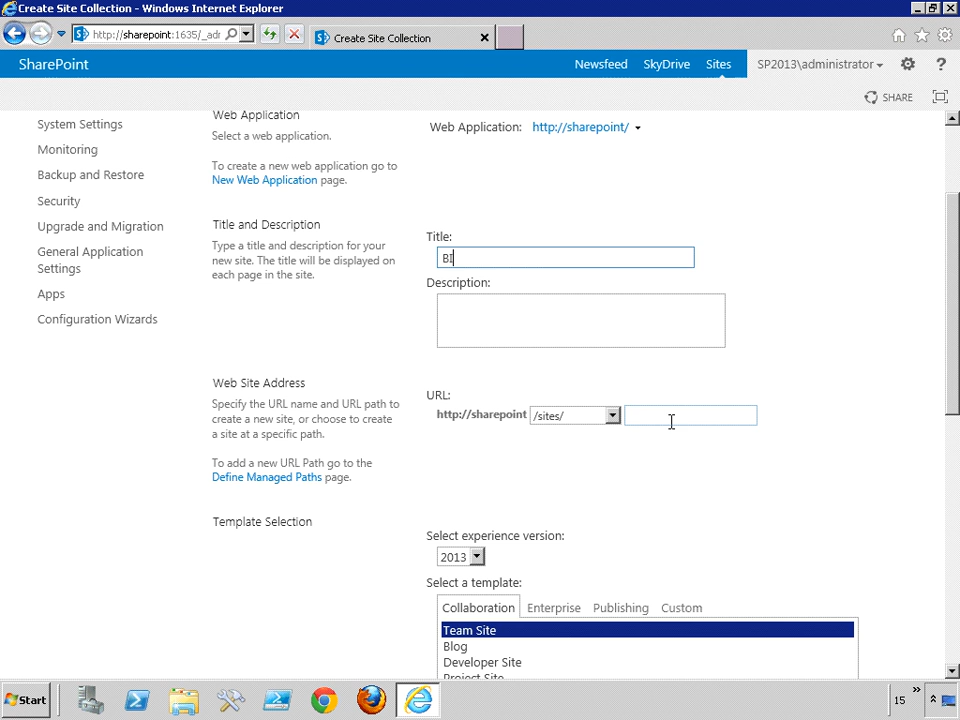 Create Site Collection - Windows Internet Explorer
http://sharepoint:1635/_adr
Create Site Collection
SharePoint
Newsfeed SkyDrive Sites SP2013\administrator ?
SHARE
System Settings
Monitoring
Backup and Restore
Security
Upgrade and Migration
General Application
Settings
Apps
Configuration Wizards
Web Application
Select a web application.
To create a new web application go to
New Web Application page.
Web Application: http://sharepoint/
Title and Description
Type a title and description for your
new site. The title will be displayed on
each page in the site.
Title:
BI
Description:
Web Site Address
Specify the URL name and URL path to
create a new site, or choose to create
a site at a specific path.
To add a new URL Path go to the
Define Managed Paths page.
URL:
http://sharepoint /sites/
Template Selection
Select experience version:
2013
Select a template:
Collaboration Enterprise Publishing Custom
Team Site
Blog
Developer Site
Project Site
Start
15